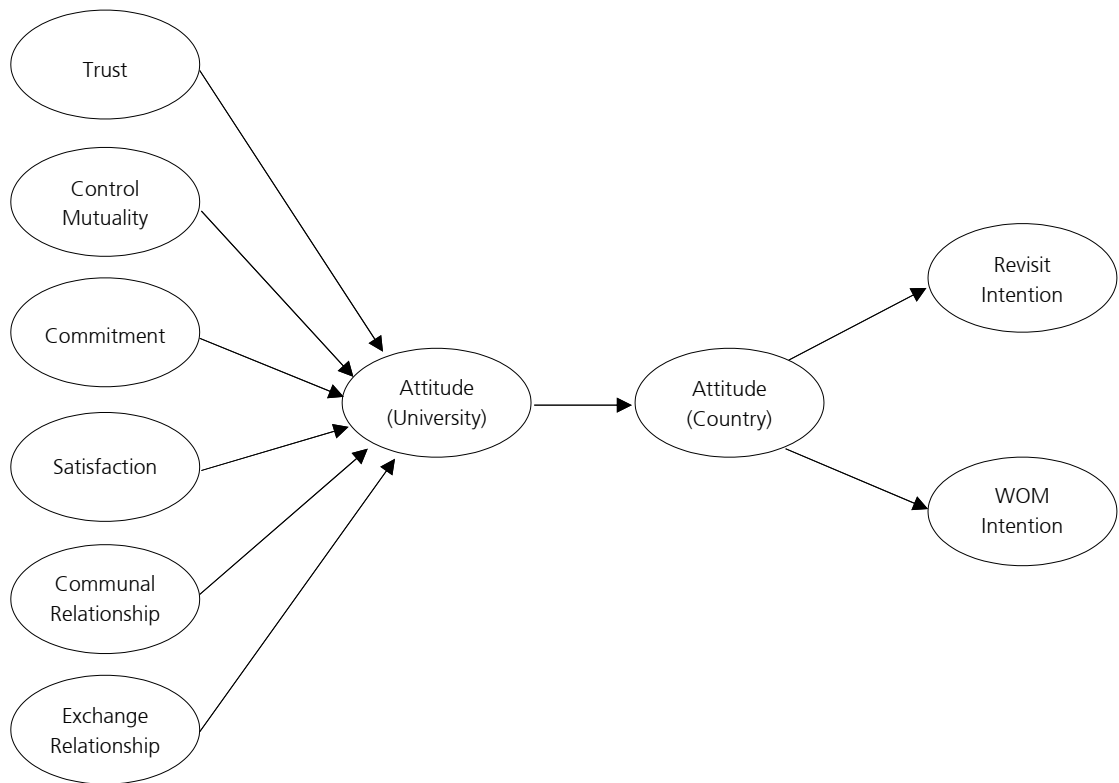 Trust
Control
Mutuality
Commitment
Satisfaction
Communal
Relationship
Exchange
Relationship
Attitude
(University)
Attitude
(Country)
Revisit
Intention
WOM
Intention